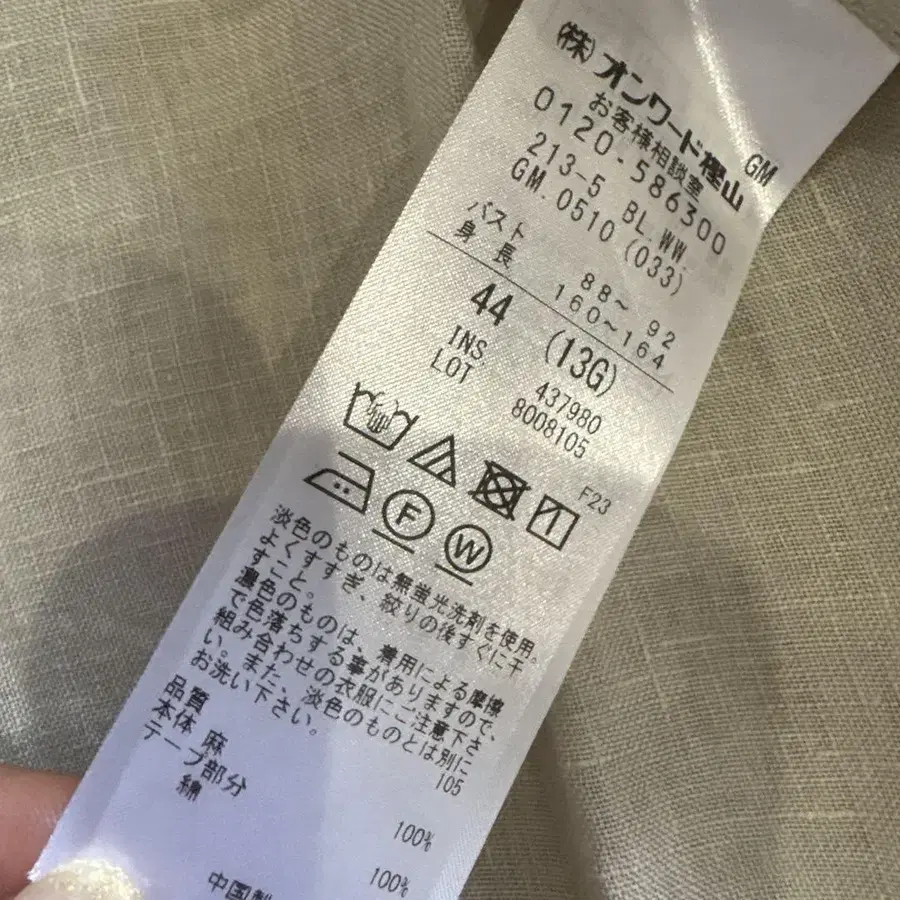 (株)オンワード樫山
GM
お客様相談室
0120-586300
213-5 BL.WW.
GM.0510(033)
バスト 88~ 92
身長 160~164
44 (13G)
INS 437980
LOT 8008105
F23
F
W
淡色のものは無蛍光洗剤を使用。
よくすすぎ、絞りの後すぐに干
すこと。
濃色のものは、着用による摩擦
で色落ちする事がありますので、
組み合わせの衣服にご注意下さ
い。また、淡色のものとは別に
お洗い下さい。
105
品質
本体 麻 100%
テープ部分
綿 100%
中国製